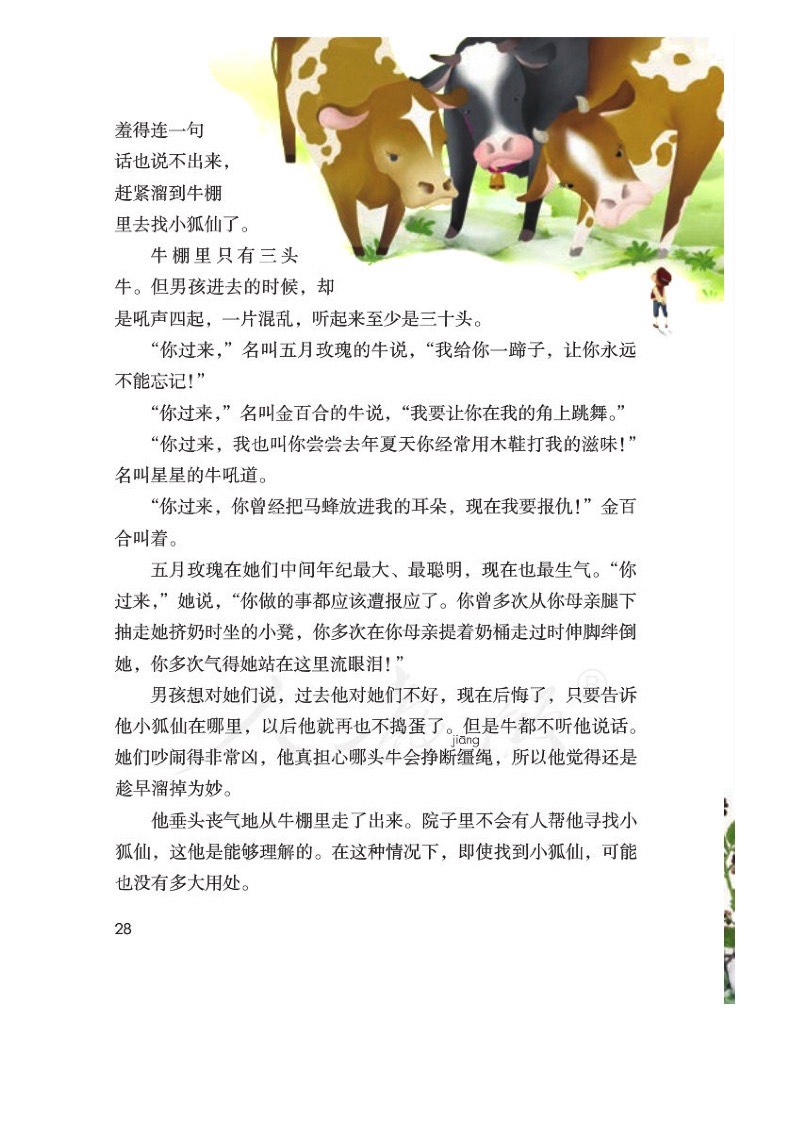 羞得连一句
话也说不出来，
赶紧溜到牛棚
里去找小狐仙了。
牛棚里只有三头
牛。但男孩进去的时候，却
是吼声四起，一片混乱，听起来至少是三十头。
“你过来，”名叫五月玫瑰的牛说，“我给你一蹄子，让你永远
不能忘记！”
“你过来，”名叫金百合的牛说，“我要让你在我的角上跳舞。”
“你过来，我也叫你尝尝去年夏天你经常用木鞋打我的滋味！”
名叫星星的牛吼道。
“你过来，你曾经把马蜂放进我的耳朵，现在我要报仇！”金百
合叫着。
五月玫瑰在她们中间年纪最大、最聪明，现在也最生气。“你
过来，”她说，“你做的事都应该遭报应了。你曾多次从你母亲腿下
抽走她挤奶时坐的小凳，你多次在你母亲提着奶桶走过时伸脚绊倒
她，你多次气得她站在这里流眼泪！”
男孩想对她们说，过去他对她们不好，现在后悔了，只要告诉
他小狐仙在哪里，以后他就再也不捣蛋了。但是牛都不听他说话。
jiāng
她们吵闹得非常凶，他真担心哪头牛会挣断缰绳，所以他觉得还是
趁早溜掉为妙。
他垂头丧气地从牛棚里走了出来。院子里不会有人帮他寻找小
狐仙，这他是能够理解的。在这种情况下，即使找到小狐仙，可能
也没有多大用处。
28